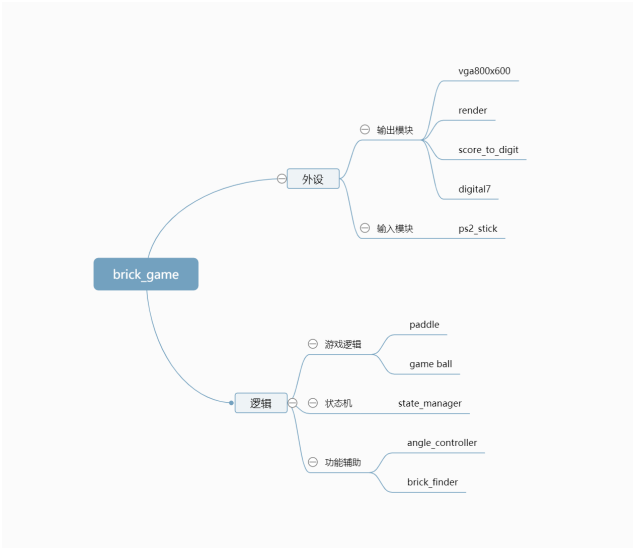 brick_game
外设
输出模块
vga800x600
render
score_to_digit
digital7
输入模块
ps2_stick
逻辑
游戏逻辑
paddle
game ball
状态机
state_manager
功能辅助
angle_controller
brick_finder